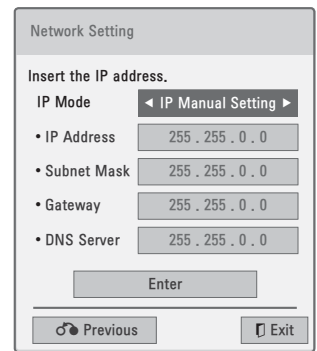 Network Setting
Insert the IP address.
IP Mode ◄ IP Manual Setting ►
• IP Address 255 . 255 . 0 . 0
• Subnet Mask 255 . 255 . 0 . 0
• Gateway 255 . 255 . 0 . 0
• DNS Server 255 . 255 . 0 . 0
Enter
Previous Exit